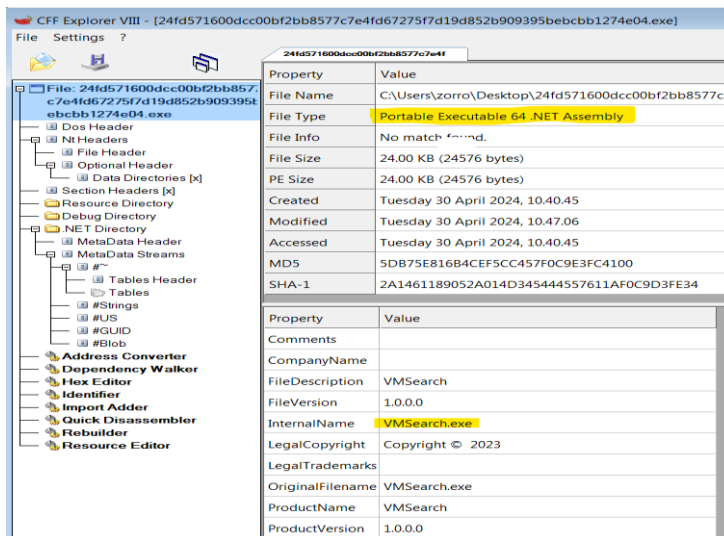 CFF Explorer VIII - [24fd571600dcc00bf2bb8577c7e4fd67275f7d19d852b909395bebcbb1274e04.exe]
File Settings ?
24fd571600dcc00bf2bb8577c7e4f
File: 24fd571600dcc00bf2bb857
c7e4fd67275f7d19d852b909395b
ebcbb1274e04.exe
Dos Header
Nt Headers
File Header
Optional Header
Data Directories [x]
Section Headers [x]
Resource Directory
Debug Directory
.NET Directory
MetaData Header
MetaData Streams
#~
Tables Header
Tables
#Strings
#US
#GUID
#Blob
Address Converter
Dependency Walker
Hex Editor
Identifier
Import Adder
Quick Disassembler
Rebuilder
Resource Editor
Property Value
File Name C:\Users\zorro\Desktop\24fd571600dcc00bf2bb8577c
File Type Portable Executable 64 .NET Assembly
File Info No match found.
File Size 24.00 KB (24576 bytes)
PE Size 24.00 KB (24576 bytes)
Created Tuesday 30 April 2024, 10.40.45
Modified Tuesday 30 April 2024, 10.47.06
Accessed Tuesday 30 April 2024, 10.40.45
MD5 5DB75E816B4CEF5CC457F0C9E3FC4100
SHA-1 2A1461189052A014D345444557611AF0C9D3FE34
Property Value
Comments
CompanyName
FileDescription VMSearch
FileVersion 1.0.0.0
InternalName VMSearch.exe
LegalCopyright Copyright © 2023
LegalTrademarks
OriginalFilename VMSearch.exe
ProductName VMSearch
ProductVersion 1.0.0.0